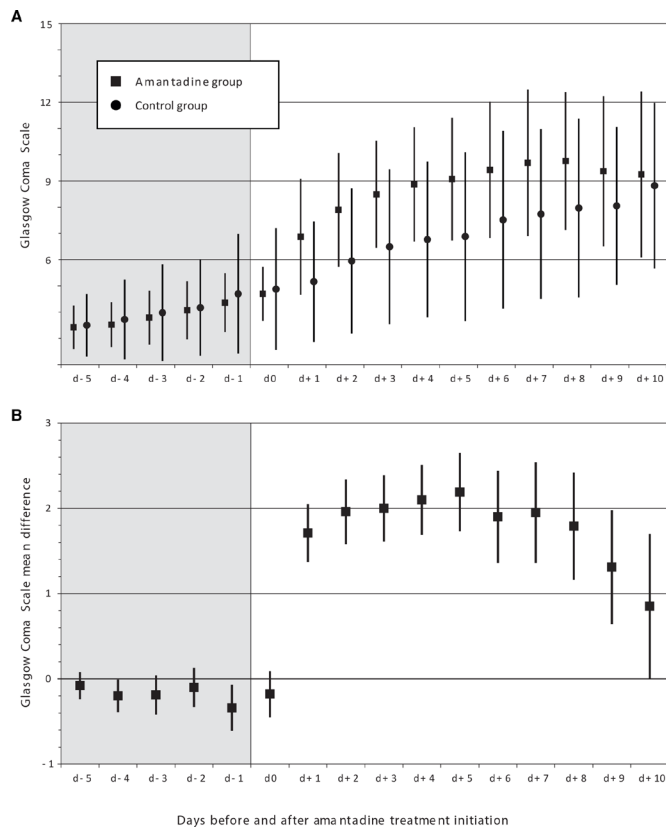 A
15
12
9
6
Glasgow Coma Scale
Amantadine group
Control group
d-5 d-4 d-3 d-2 d-1 d0 d+1 d+2 d+3 d+4 d+5 d+6 d+7 d+8 d+9 d+10
B
3
2
1
0
-1
Glasgow Coma Scale mean difference
d-5 d-4 d-3 d-2 d-1 d0 d+1 d+2 d+3 d+4 d+5 d+6 d+7 d+8 d+9 d+10
Days before and after amantadine treatment initiation